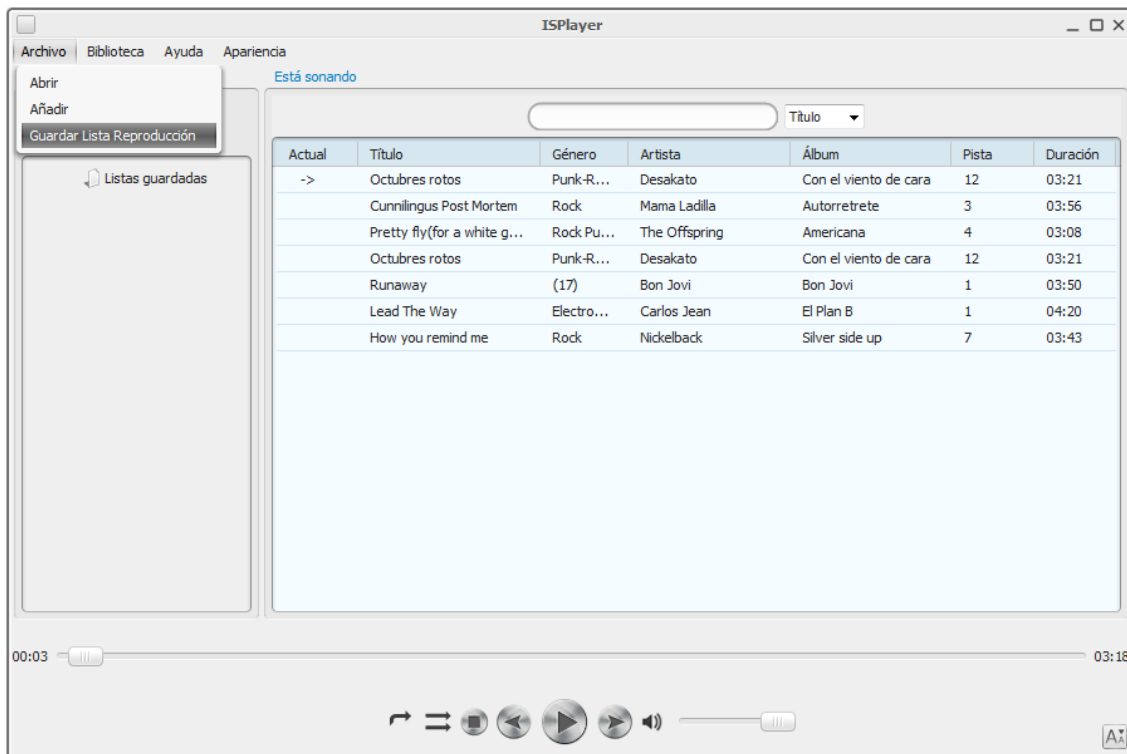 ISPlayer
Archivo Biblioteca Ayuda Apariencia
Abrir
Añadir
Guardar Lista Reproducción
Está sonando
Título
Listas guardadas
Actual Título Género Artista Álbum Pista Duración
-> Octubres rotos Punk-R... Desakato Con el viento de cara 12 03:21
Cunnilingus Post Mortem Rock Mama Ladilla Autorretrete 3 03:56
Pretty fly(for a white g... Rock Pu... The Offspring Americana 4 03:08
Octubres rotos Punk-R... Desakato Con el viento de cara 12 03:21
Runaway (17) Bon Jovi Bon Jovi 1 03:50
Lead The Way Electro... Carlos Jean El Plan B 1 04:20
How you remind me Rock Nickelback Silver side up 7 03:43
00:03 03:18